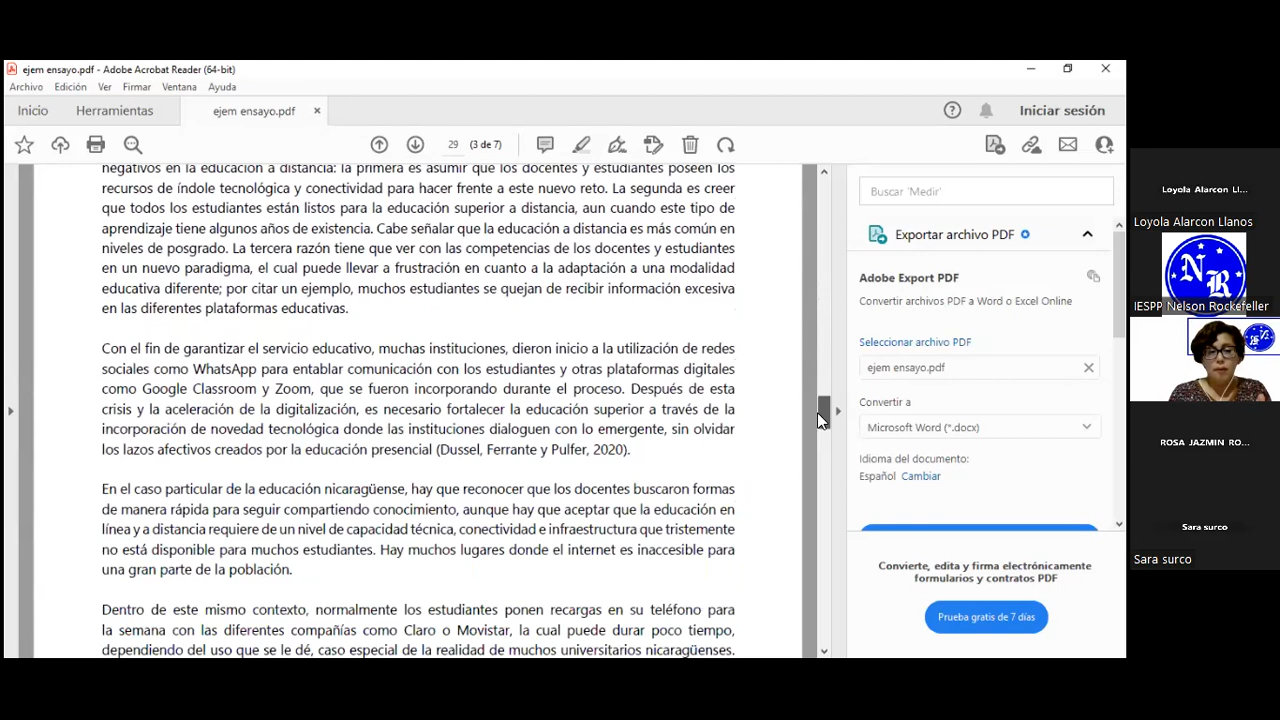 ejem ensayo.pdf - Adobe Acrobat Reader (64-bit)
Archivo Edición Ver Firmar Ventana Ayuda
Inicio Herramientas ejem ensayo.pdf Iniciar sesión
29 (3 de 7)
negativos en la educación a distancia: la primera es asumir que los docentes y estudiantes poseen los
recursos de índole tecnológica y conectividad para hacer frente a este nuevo reto. La segunda es creer
que todos los estudiantes están listos para la educación superior a distancia, aun cuando este tipo de
aprendizaje tiene algunos años de existencia. Cabe señalar que la educación a distancia es más común en
niveles de posgrado. La tercera razón tiene que ver con las competencias de los docentes y estudiantes
en un nuevo paradigma, el cual puede llevar a frustración en cuanto a la adaptación a una modalidad
educativa diferente; por citar un ejemplo, muchos estudiantes se quejan de recibir información excesiva
en las diferentes plataformas educativas.
Con el fin de garantizar el servicio educativo, muchas instituciones, dieron inicio a la utilización de redes
sociales como WhatsApp para entablar comunicación con los estudiantes y otras plataformas digitales
como Google Classroom y Zoom, que se fueron incorporando durante el proceso. Después de esta
crisis y la aceleración de la digitalización, es necesario fortalecer la educación superior a través de la
incorporación de novedad tecnológica donde las instituciones dialoguen con lo emergente, sin olvidar
los lazos afectivos creados por la educación presencial (Dussel, Ferrante y Pulfer, 2020).
En el caso particular de la educación nicaragüense, hay que reconocer que los docentes buscaron formas
de manera rápida para seguir compartiendo conocimiento, aunque hay que aceptar que la educación en
línea y a distancia requiere de un nivel de capacidad técnica, conectividad e infraestructura que tristemente
no está disponible para muchos estudiantes. Hay muchos lugares donde el internet es inaccesible para
una gran parte de la población.
Dentro de este mismo contexto, normalmente los estudiantes ponen recargas en su teléfono para
la semana con las diferentes compañías como Claro o Movistar, la cual puede durar poco tiempo,
dependiendo del uso que se le dé, caso especial de la realidad de muchos universitarios nicaragüenses.
Buscar 'Medir'
Exportar archivo PDF
Adobe Export PDF
Convertir archivos PDF a Word o Excel Online
Seleccionar archivo PDF
ejem ensayo.pdf
Convertir a
Microsoft Word (*.docx)
Idioma del documento:
Español Cambiar
Convierte, edita y firma electrónicamente
formularios y contratos PDF
Prueba gratis de 7 días
Loyola Alarcon Ll...
Loyola Alarcon Llanos
N R
IESPP Nelson Rockefeller
ROSA JAZMIN RO...
Sara surco
Sara surco